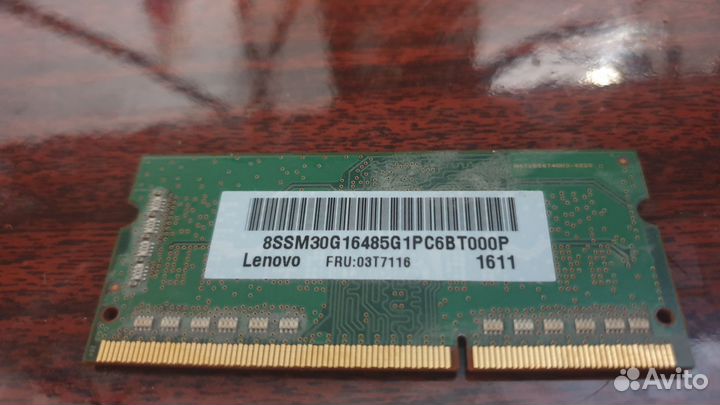 8SSM30G16485G1PC6BT000P
Lenovo FRU:03T7116 1611
Avito